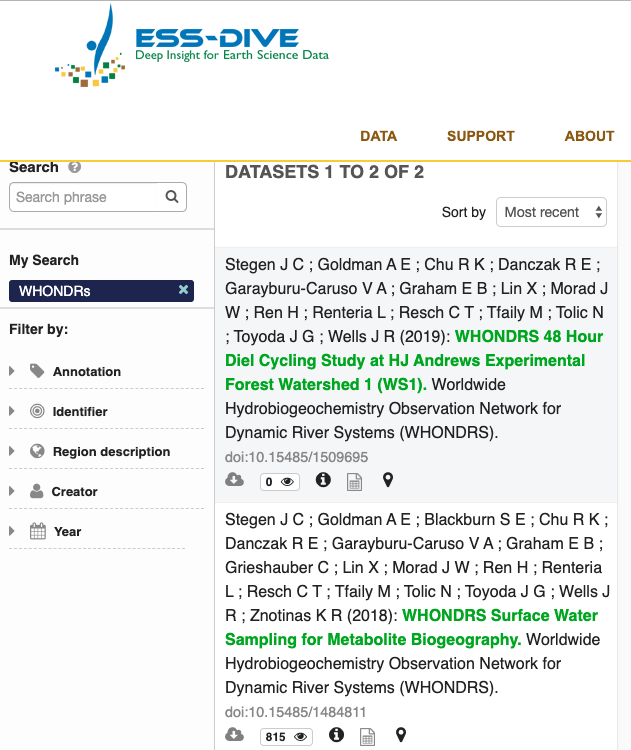 ESS-DIVE
Deep Insight for Earth Science Data
DATA SUPPORT ABOUT
Search ?
Search phrase
My Search
WHONDRs ×
Filter by:
Annotation
Identifier
Region description
Creator
Year
DATASETS 1 TO 2 OF 2
Sort by Most recent
Stegen J C ; Goldman A E ; Chu R K ; Danczak R E ;
Garayburu-Caruso V A ; Graham E B ; Lin X ; Morad J
W ; Ren H ; Renteria L ; Resch C T ; Tfaily M ; Tolic N
; Toyoda J G ; Wells J R (2019): WHONDRS 48 Hour
Diel Cycling Study at HJ Andrews Experimental
Forest Watershed 1 (WS1). Worldwide
Hydrobiogeochemistry Observation Network for
Dynamic River Systems (WHONDRS).
doi:10.15485/1509695
0
Stegen J C ; Goldman A E ; Blackburn S E ; Chu R K ;
Danczak R E ; Garayburu-Caruso V A ; Graham E B ;
Grieshauber C ; Lin X ; Morad J W ; Ren H ; Renteria
L ; Resch C T ; Tfaily M ; Tolic N ; Toyoda J G ; Wells J
R ; Znotinas K R (2018): WHONDRS Surface Water
Sampling for Metabolite Biogeography. Worldwide
Hydrobiogeochemistry Observation Network for
Dynamic River Systems (WHONDRS).
doi:10.15485/1484811
815